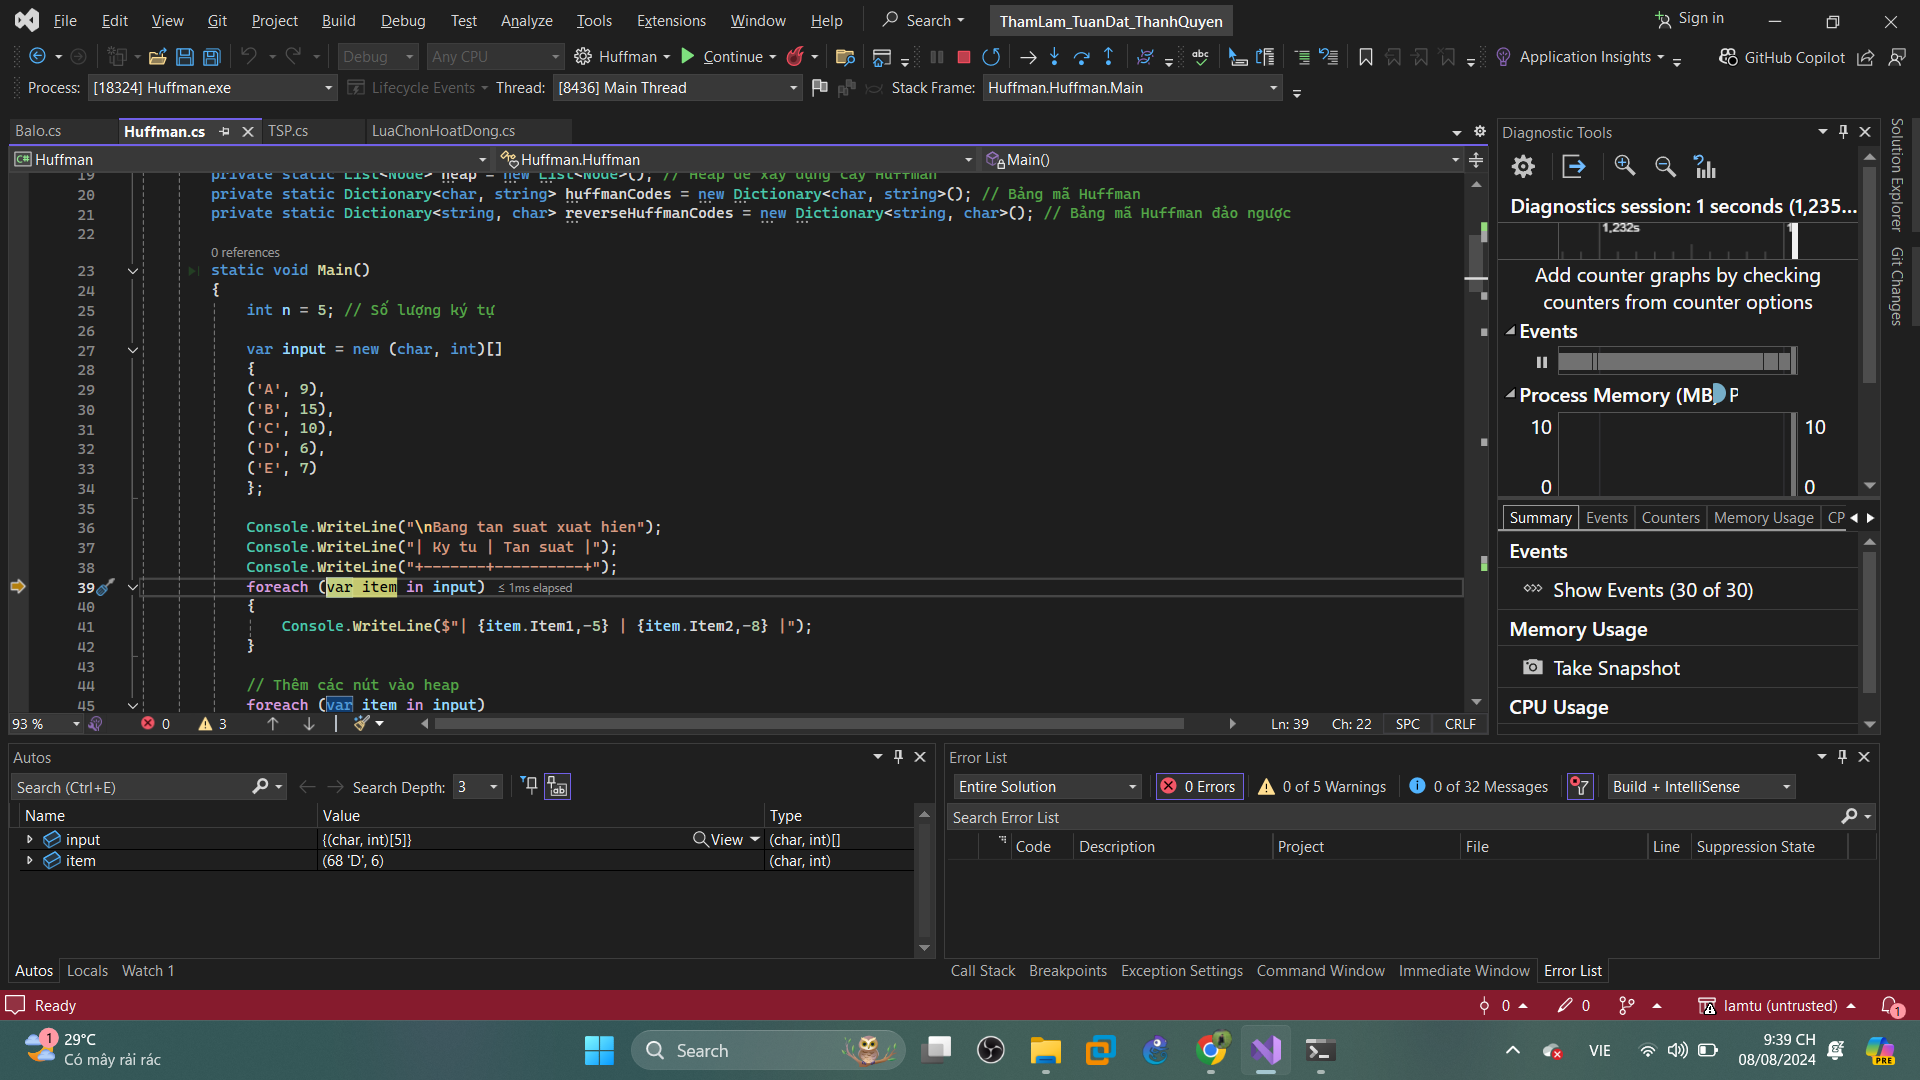 File Edit View Git Project Build Debug Test Analyze Tools Extensions Window Help Search ThamLam_TuanDat_ThanhQuyen Sign in
Debug Any CPU Huffman Continue Application Insights GitHub Copilot
Process: [18324] Huffman.exe Lifecycle Events Thread: [8436] Main Thread Stack Frame: Huffman.Huffman.Main
Balo.cs Huffman.cs TSP.cs LuaChonHoatDong.cs
Huffman Huffman.Huffman Main()
19 private static List<Node> heap = new List<Node>(); // Heap để xây dựng cây Huffman
20 private static Dictionary<char, string> huffmanCodes = new Dictionary<char, string>(); // Bảng mã Huffman
21 private static Dictionary<string, char> reverseHuffmanCodes = new Dictionary<string, char>(); // Bảng mã Huffman đảo ngược
22
0 references
23 static void Main()
24 {
25 int n = 5; // Số lượng ký tự
26
27 var input = new (char, int)[]
28 {
29 ('A', 9),
30 ('B', 15),
31 ('C', 10),
32 ('D', 6),
33 ('E', 7)
34 };
35
36 Console.WriteLine("\nBang tan suat xuat hien");
37 Console.WriteLine("| Ky tu | Tan suat |");
38 Console.WriteLine("+-------+----------+");
39 foreach (var item in input) ≤ 1ms elapsed
40 {
41 Console.WriteLine($"| {item.Item1,-5} | {item.Item2,-8} |");
42 }
43
44 // Thêm các nút vào heap
45 foreach (var item in input)
93 % 0 3 Ln: 39 Ch: 22 SPC CRLF
Diagnostic Tools
Diagnostics session: 1 seconds (1,235...
1,232s
Add counter graphs by checking
counters from counter options
Events
Process Memory (MB) P
10 10
0 0
Summary Events Counters Memory Usage CP
Events
Show Events (30 of 30)
Memory Usage
Take Snapshot
CPU Usage
Solution Explorer
Git Changes
Autos
Search (Ctrl+E) Search Depth: 3
Name Value Type
input {(char, int)[5]} View (char, int)[]
item (68 'D', 6) (char, int)
Autos Locals Watch 1
Error List
Entire Solution 0 Errors 0 of 5 Warnings 0 of 32 Messages Build + IntelliSense
Search Error List
Code Description Project File Line Suppression State
Call Stack Breakpoints Exception Settings Command Window Immediate Window Error List
Ready 0 0 lamtu (untrusted) 1
1 29°C
Có mây rải rác
Search
VIE
9:39 CH
08/08/2024
PRE